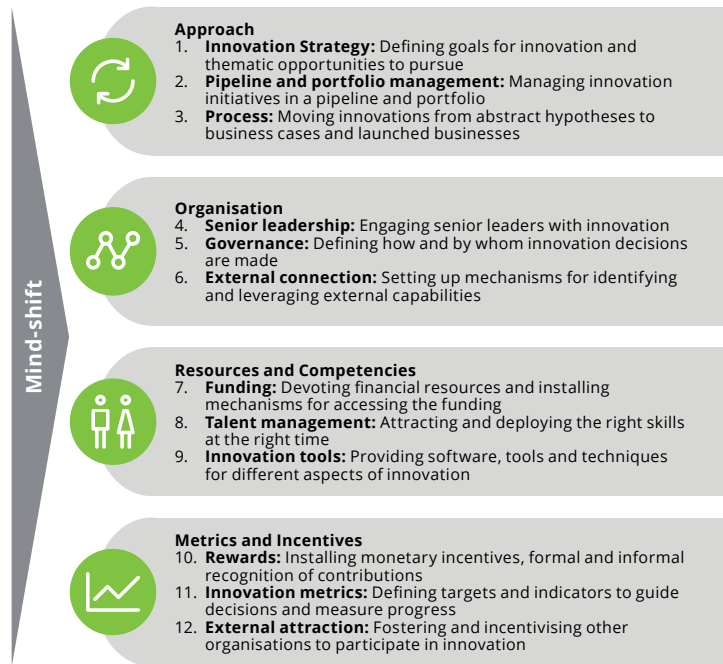 Mind-shift
Approach
1. Innovation Strategy: Defining goals for innovation and
thematic opportunities to pursue
2. Pipeline and portfolio management: Managing innovation
initiatives in a pipeline and portfolio
3. Process: Moving innovations from abstract hypotheses to
business cases and launched businesses
Organisation
4. Senior leadership: Engaging senior leaders with innovation
5. Governance: Defining how and by whom innovation decisions
are made
6. External connection: Setting up mechanisms for identifying
and leveraging external capabilities
Resources and Competencies
7. Funding: Devoting financial resources and installing
mechanisms for accessing the funding
8. Talent management: Attracting and deploying the right skills
at the right time
9. Innovation tools: Providing software, tools and techniques
for different aspects of innovation
Metrics and Incentives
10. Rewards: Installing monetary incentives, formal and informal
recognition of contributions
11. Innovation metrics: Defining targets and indicators to guide
decisions and measure progress
12. External attraction: Fostering and incentivising other
organisations to participate in innovation